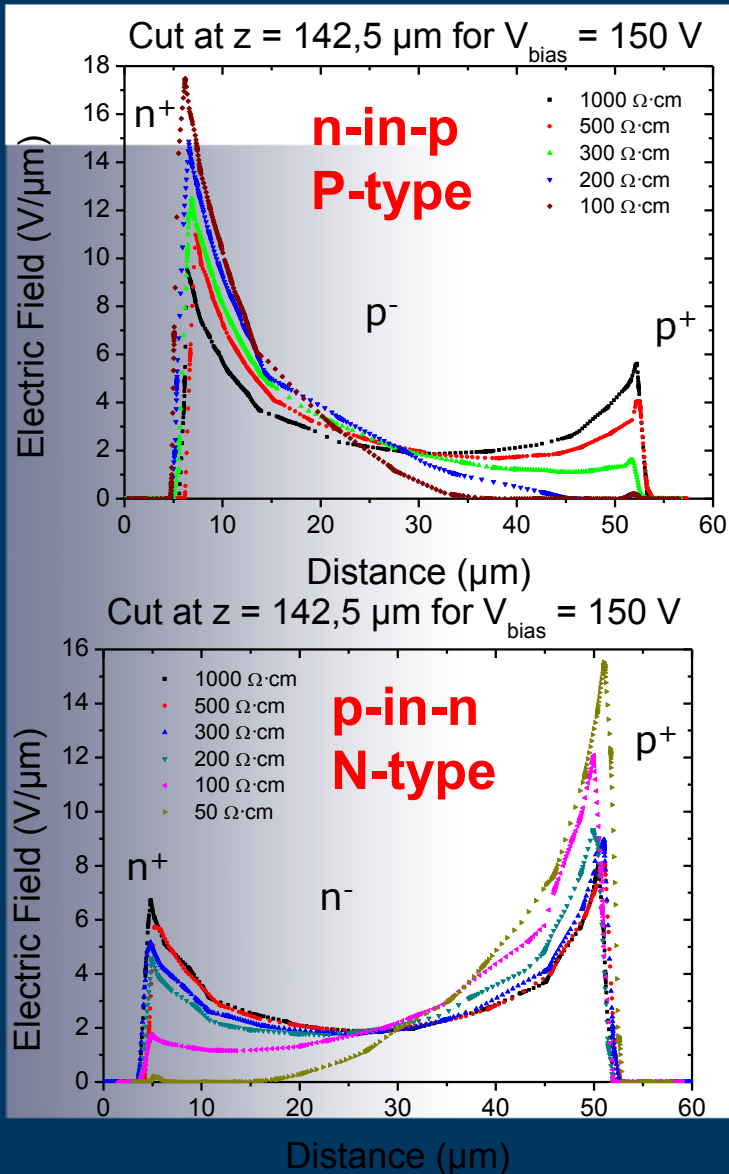 Cut at z = 142,5 µm for V_bias = 150 V
18
16
14
12
10
8
6
4
2
0
Electric Field (V/µm)
n⁺
n-in-p
P-type
1000 Ω·cm
500 Ω·cm
300 Ω·cm
200 Ω·cm
100 Ω·cm
p⁻
p⁺
0 10 20 30 40 50 60
Distance (µm)
Cut at z = 142,5 µm for V_bias = 150 V
16
14
12
10
8
6
4
2
0
Electric Field (V/µm)
1000 Ω·cm
500 Ω·cm
300 Ω·cm
200 Ω·cm
100 Ω·cm
50 Ω·cm
p-in-n
N-type
p⁺
n⁺
n⁻
0 10 20 30 40 50 60
Distance (µm)